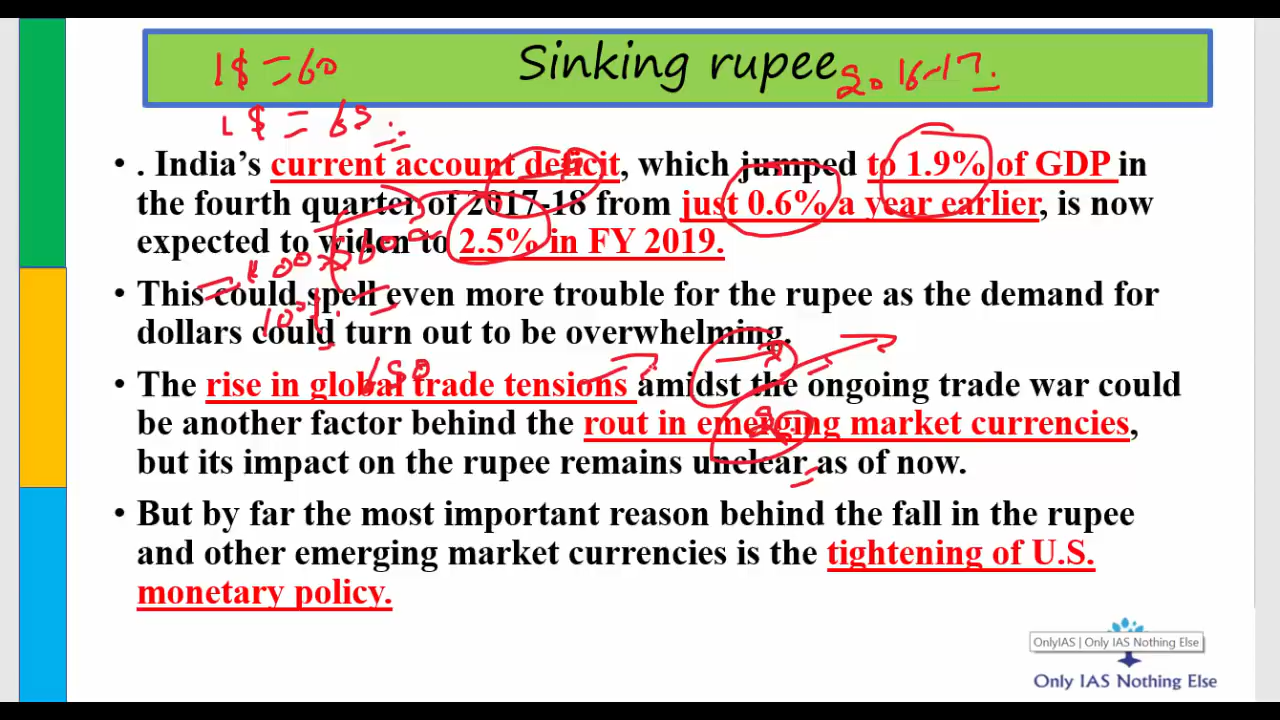 1$ = 60
Sinking rupee
2016-17.
1$ = 65
• . India's current account deficit, which jumped to 1.9% of GDP in
the fourth quarter of 2017-18 from just 0.6% a year earlier, is now
expected to widen to 2.5% in FY 2019.
• This could spell even more trouble for the rupee as the demand for
dollars could turn out to be overwhelming.
• The rise in global trade tensions amidst the ongoing trade war could
be another factor behind the rout in emerging market currencies,
but its impact on the rupee remains unclear as of now.
• But by far the most important reason behind the fall in the rupee
and other emerging market currencies is the tightening of U.S.
monetary policy.
OnlyIAS | Only IAS Nothing Else
Only IAS Nothing Else